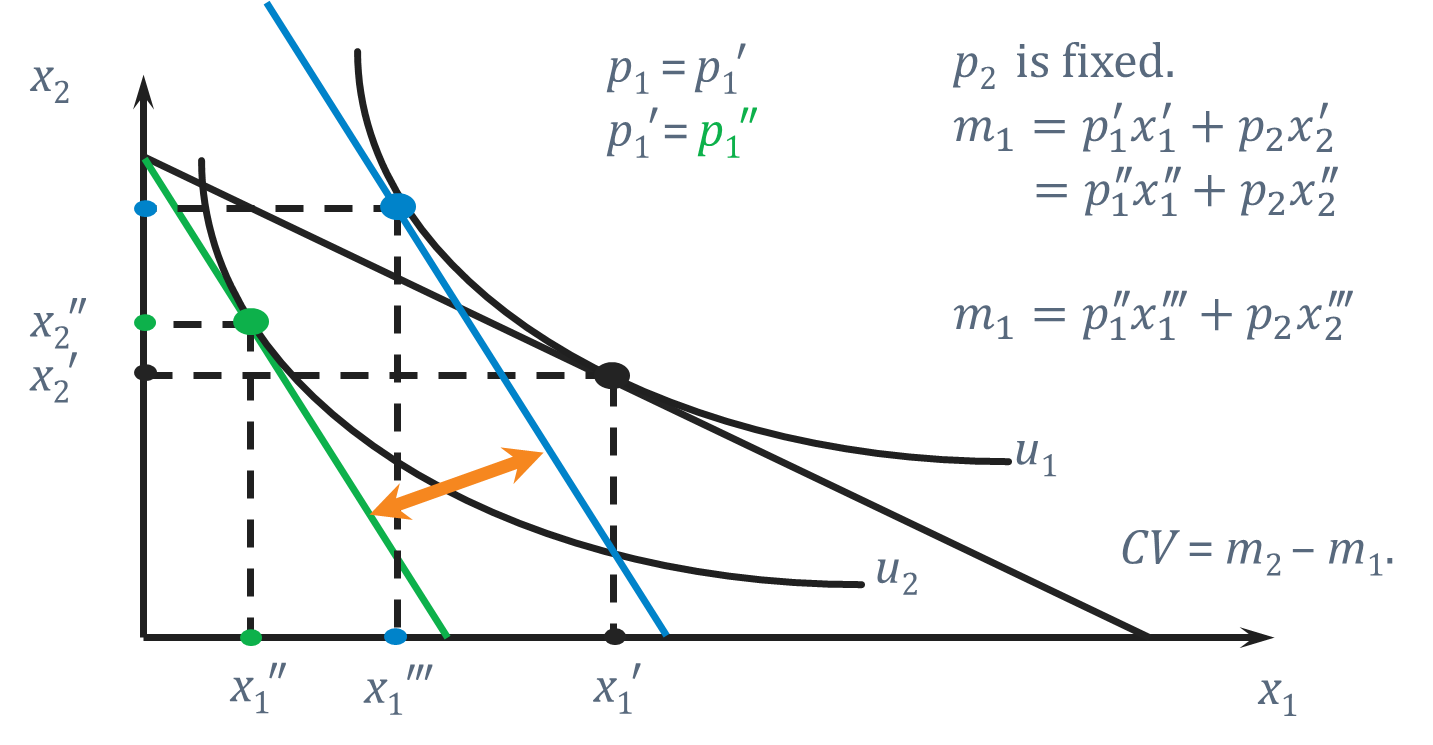 x₂
p₁ = p₁′
p₁′ = p₁″
p₂ is fixed.
m₁ = p₁′x₁′ + p₂x₂′
= p₁″x₁″ + p₂x₂″
m₁ = p₁″x₁‴ + p₂x₂‴
x₂″
x₂′
u₁
u₂
CV = m₂ – m₁.
x₁″
x₁‴
x₁′
x₁